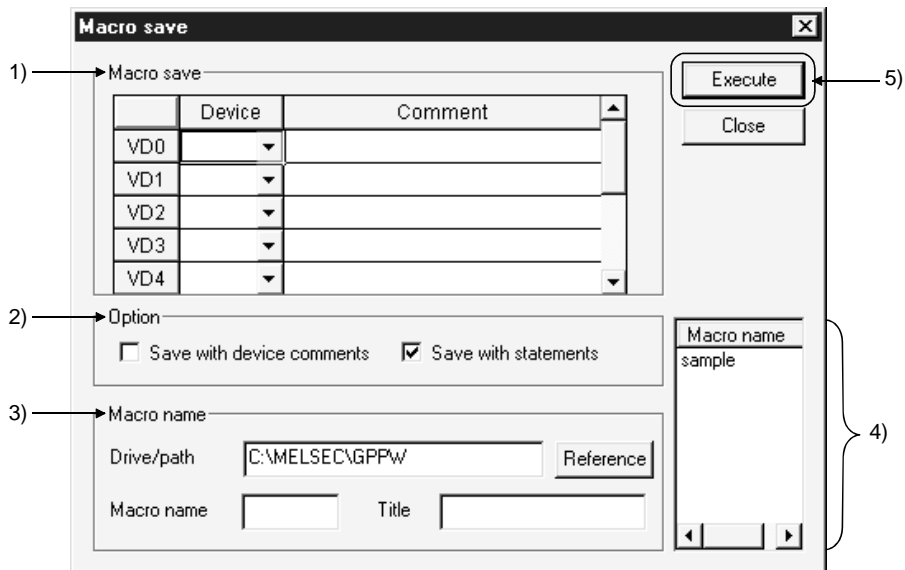 Macro save
1) Macro save
Execute 5)
Device Comment
Close
VD0
VD1
VD2
VD3
VD4
2) Option
Save with device comments Save with statements
Macro name
sample
4)
3) Macro name
Drive/path C:\MELSEC\GPPW Reference
Macro name Title